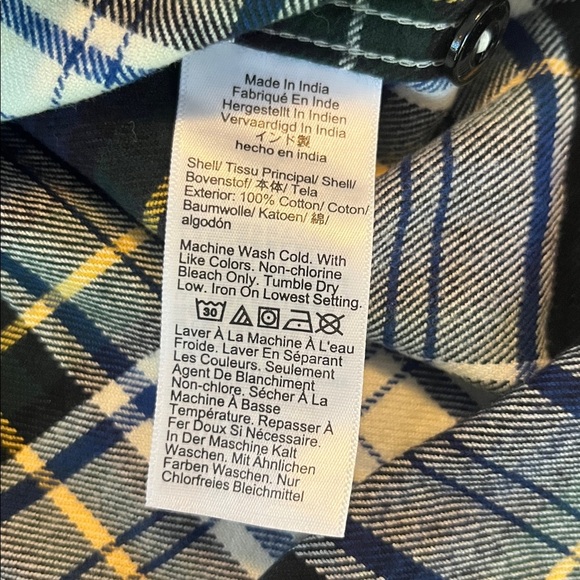 Made In India
Fabriqué En Inde
Hergestellt In Indien
Vervaardigd In India
インド製
hecho en india
Shell/ Tissu Principal/ Shell/
Bovenstof/ 本体/ Tela
Exterior: 100% Cotton/ Coton/
Baumwolle/ Katoen/ 綿/
algodón
Machine Wash Cold. With
Like Colors. Non-chlorine
Bleach Only. Tumble Dry
Low. Iron On Lowest Setting.
30
Laver À La Machine À L'eau
Froide. Laver En Séparant
Les Couleurs. Seulement
Agent De Blanchiment
Non-chlore. Sécher À La
Machine À Basse
Température. Repasser À
Fer Doux Si Nécessaire.
In Der Maschine Kalt
Waschen. Mit Ähnlichen
Farben Waschen. Nur
Chlorfreies Bleichmittel